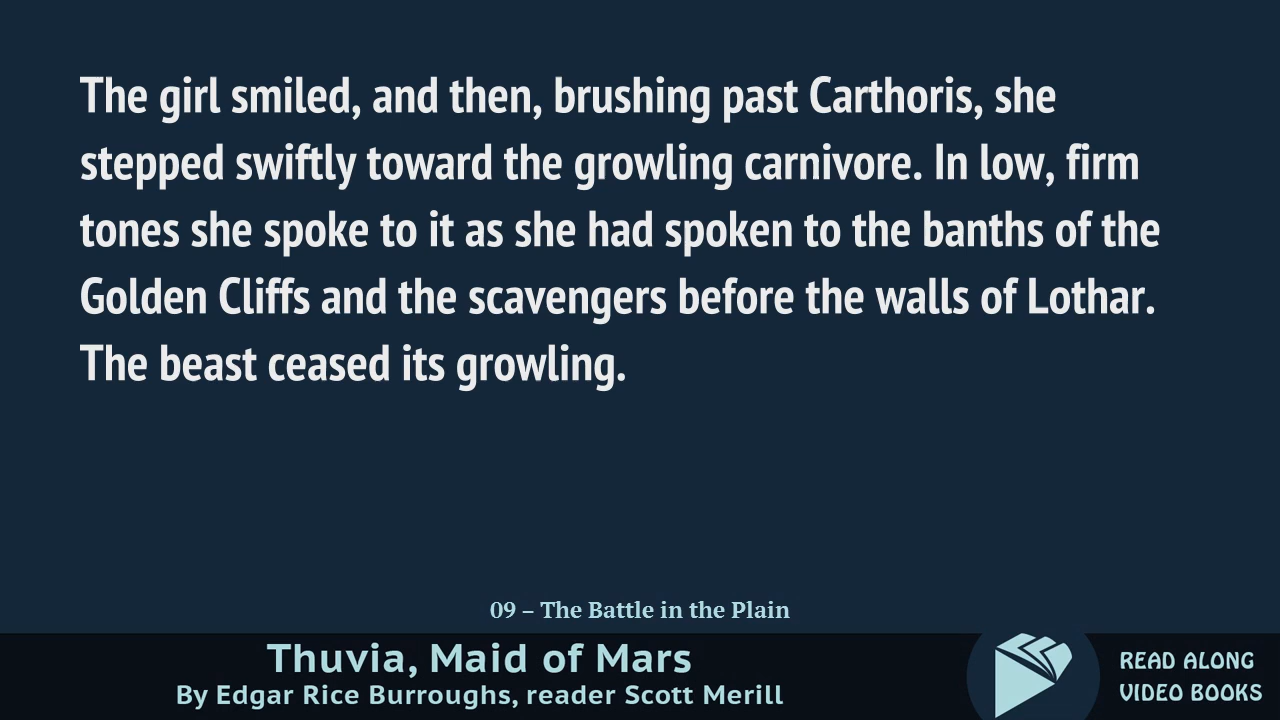 The girl smiled, and then, brushing past Carthoris, she
stepped swiftly toward the growling carnivore. In low, firm
tones she spoke to it as she had spoken to the banths of the
Golden Cliffs and the scavengers before the walls of Lothar.
The beast ceased its growling.
09 – The Battle in the Plain
Thuvia, Maid of Mars
By Edgar Rice Burroughs, reader Scott Merill
READ ALONG
VIDEO BOOKS